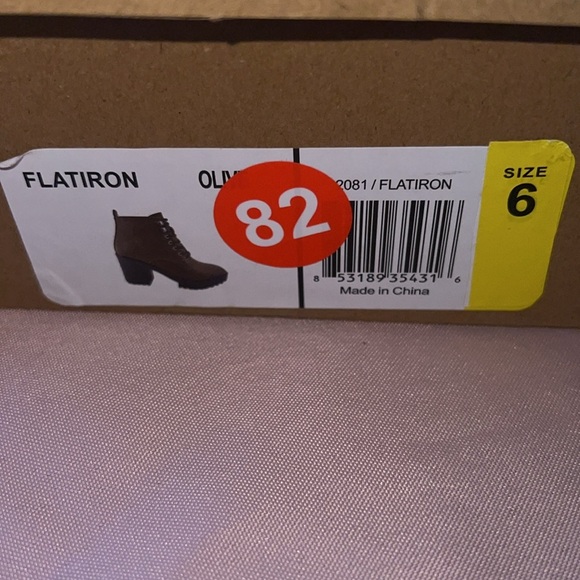 FLATIRON
82
2081 / FLATIRON
8 53189 35431 6
Made in China
SIZE
6